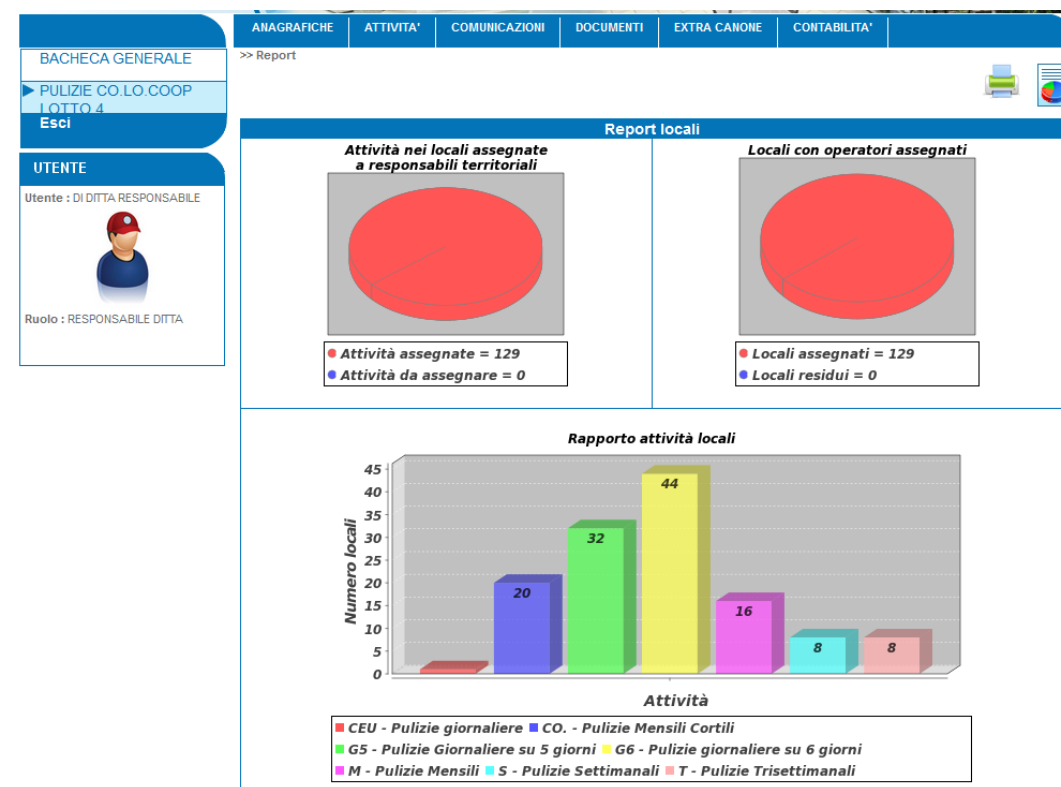 ANAGRAFICHE ATTIVITA' COMUNICAZIONI DOCUMENTI EXTRA CANONE CONTABILITA'
BACHECA GENERALE
PULIZIE CO.LO.COOP
LOTTO 4
Esci
UTENTE
Utente : DI DITTA RESPONSABILE
Ruolo : RESPONSABILE DITTA
>> Report
Report locali
Attività nei locali assegnate
a responsabili territoriali
Attività assegnate = 129
Attività da assegnare = 0
Locali con operatori assegnati
Locali assegnati = 129
Locali residui = 0
Rapporto attività locali
Numero locali
45
40
35
30
25
20
15
10
5
0
20
32
44
16
8
8
Attività
CEU - Pulizie giornaliere CO. - Pulizie Mensili Cortili
G5 - Pulizie Giornaliere su 5 giorni G6 - Pulizie giornaliere su 6 giorni
M - Pulizie Mensili S - Pulizie Settimanali T - Pulizie Trisettimanali